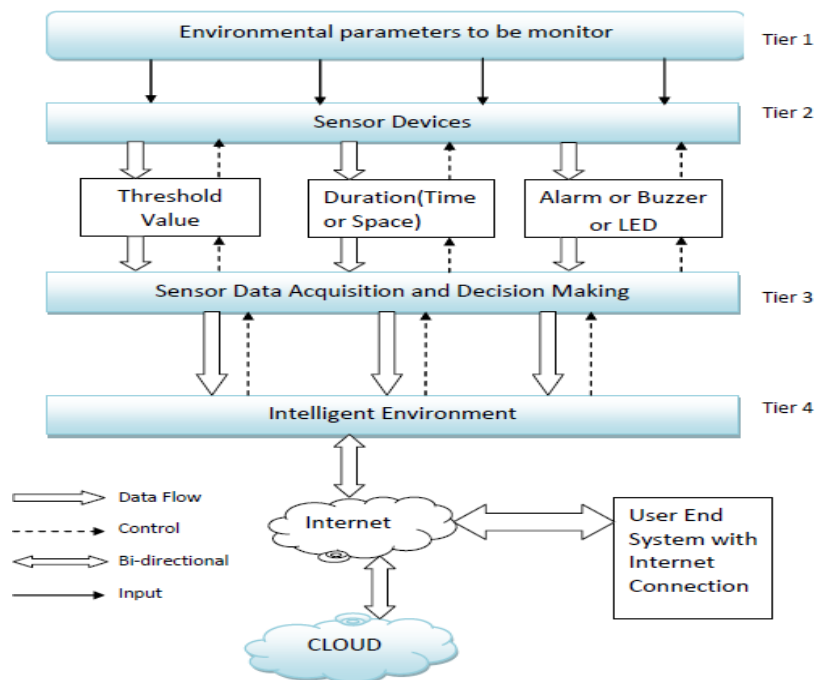 Environmental parameters to be monitor
Tier 1
Sensor Devices
Tier 2
Threshold
Value
Duration(Time
or Space)
Alarm or Buzzer
or LED
Sensor Data Acquisition and Decision Making
Tier 3
Intelligent Environment
Tier 4
Data Flow
Control
Bi-directional
Input
Internet
User End
System with
Internet
Connection
CLOUD